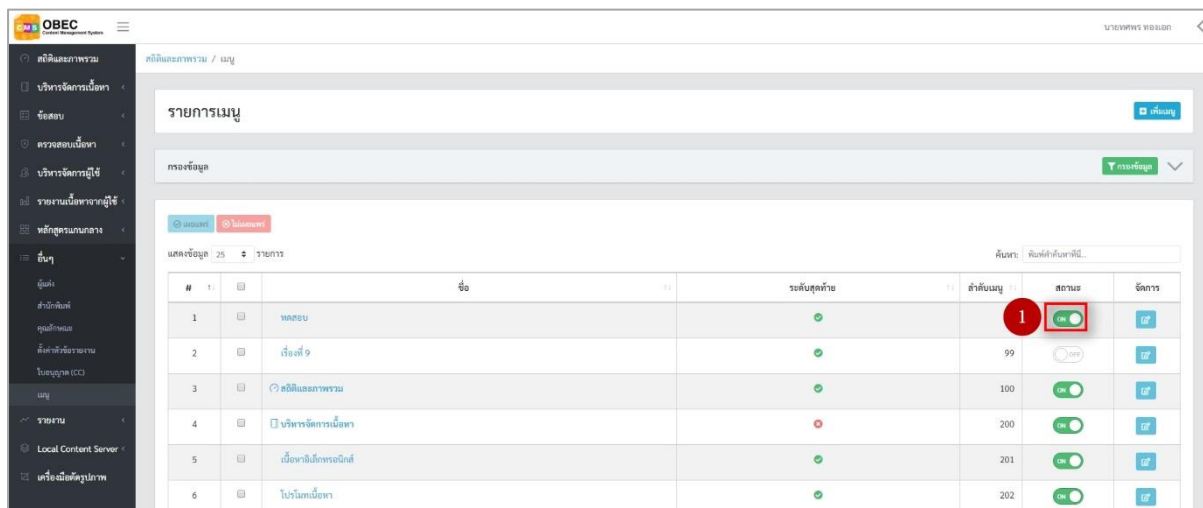 CMS OBEC
Content Management System
นายทศพร ทองเอก
สถิติและภาพรวม
บริหารจัดการเนื้อหา
ข้อสอบ
ตรวจสอบเนื้อหา
บริหารจัดการผู้ใช้
รายงานเนื้อหาจากผู้ใช้
หลักสูตรแกนกลาง
อื่นๆ
ผู้แต่ง
สำนักพิมพ์
คุณลักษณะ
ตั้งค่าหัวข้อรายงาน
ใบอนุญาต (CC)
เมนู
รายงาน
Local Content Server
เครื่องมือตัดรูปภาพ
สถิติและภาพรวม / เมนู
รายการเมนู
เพิ่มเมนู
กรองข้อมูล
กรองข้อมูล
เผยแพร่ ไม่เผยแพร่
แสดงข้อมูล 25 รายการ
ค้นหา: พิมพ์คำค้นหาที่นี่...
# ชื่อ ระดับสุดท้าย ลำดับเมนู สถานะ จัดการ
1 ทดสอบ 1 ON
2 เรื่องที่ 9 99 OFF
3 สถิติและภาพรวม 100 ON
4 บริหารจัดการเนื้อหา 200 ON
5 เนื้อหาอิเล็กทรอนิกส์ 201 ON
6 โปรโมทเนื้อหา 202 ON